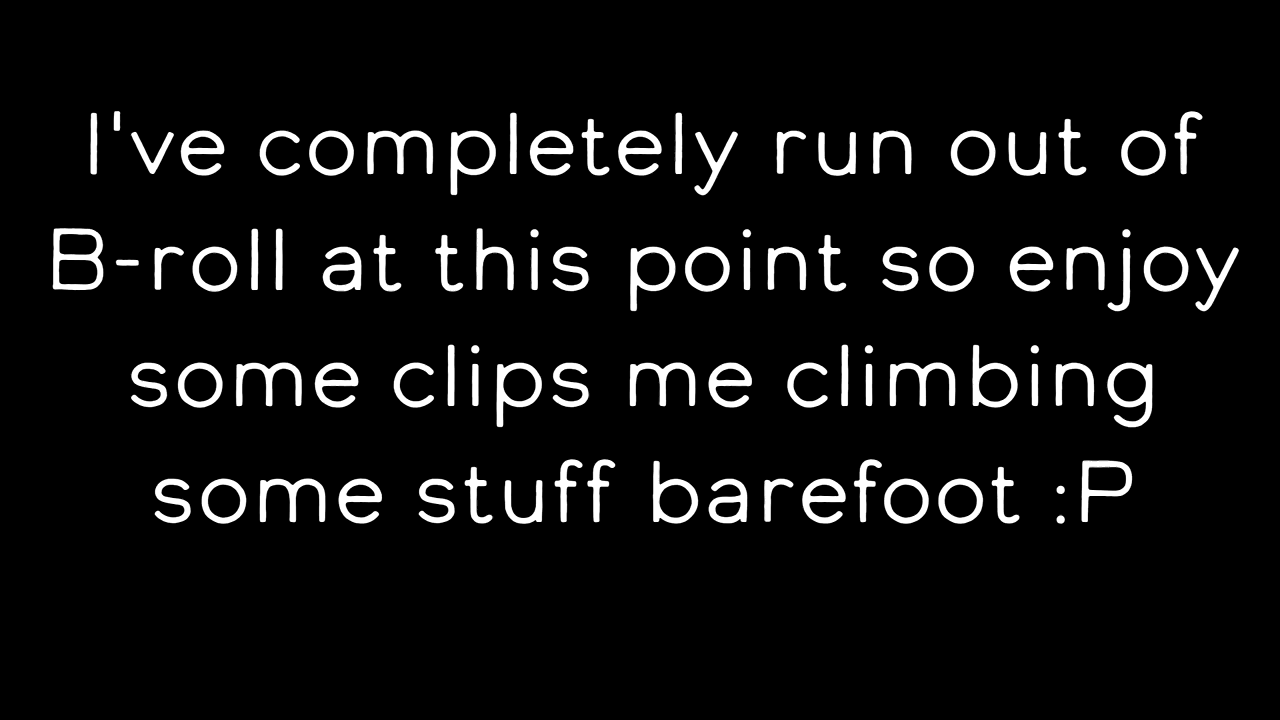 I've completely run out of
B-roll at this point so enjoy
some clips me climbing
some stuff barefoot :P